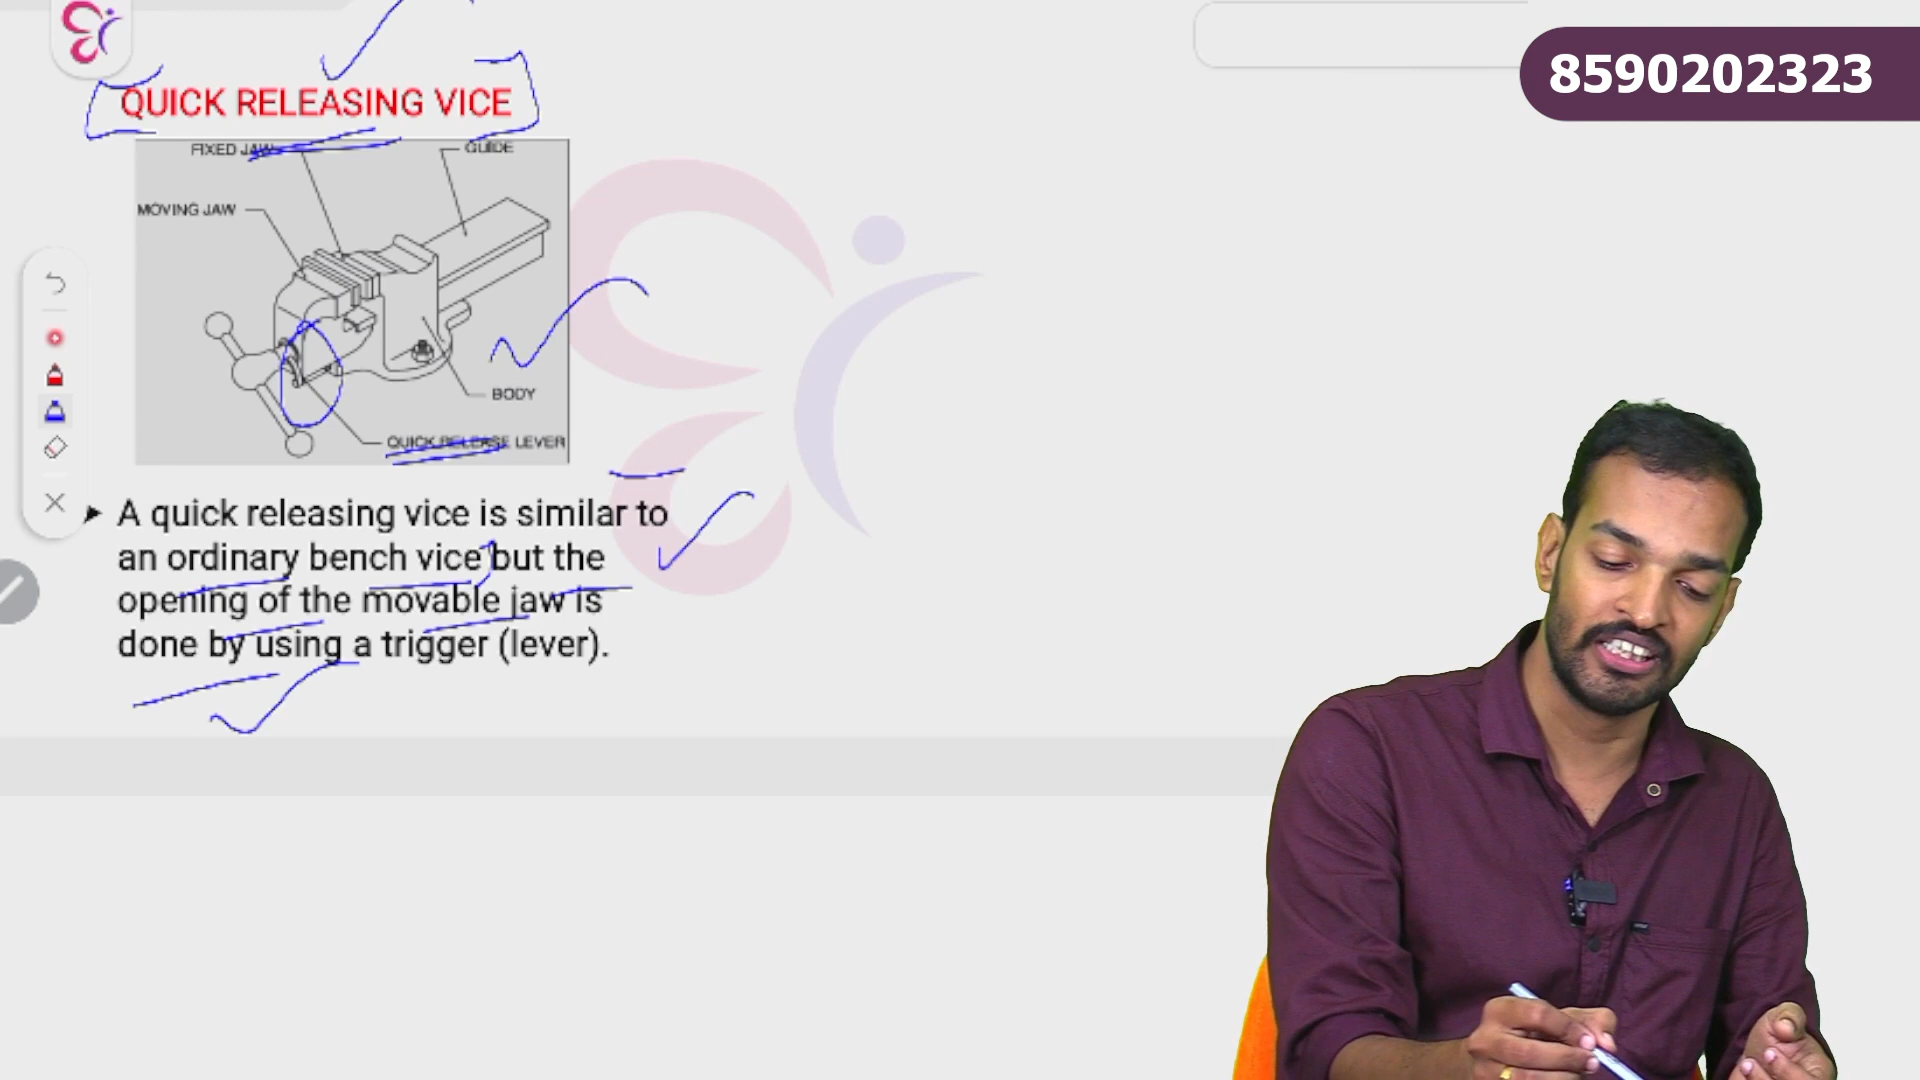 8590202323
QUICK RELEASING VICE
FIXED JAW
GUIDE
MOVING JAW
BODY
QUICK RELEASE LEVER
A quick releasing vice is similar to
an ordinary bench vice but the
opening of the movable jaw is
done by using a trigger (lever).